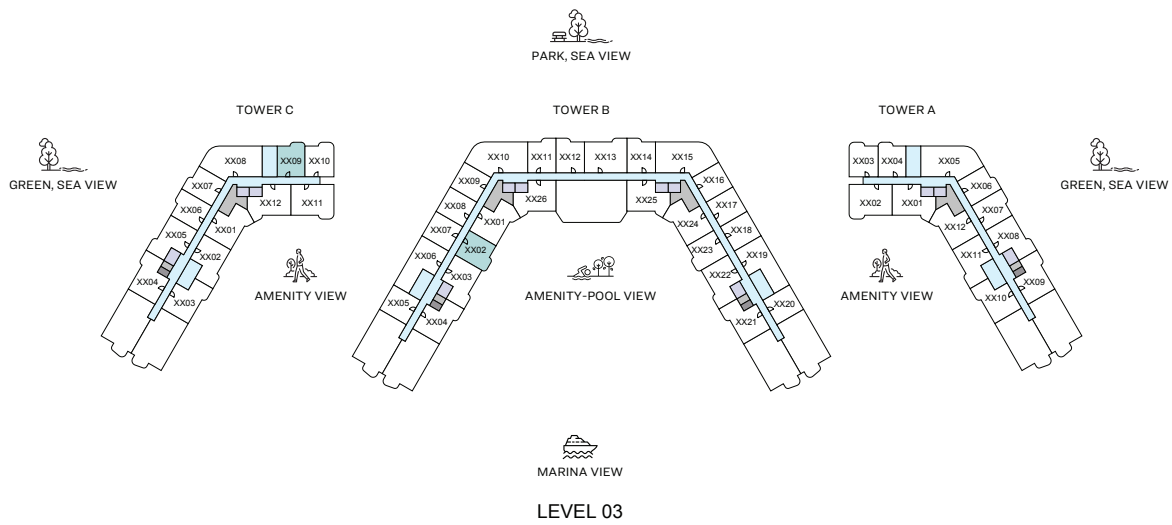 PARK, SEA VIEW
TOWER C
TOWER B
TOWER A
GREEN, SEA VIEW
GREEN, SEA VIEW
XX08
XX09
XX10
XX07
XX06
XX05
XX04
XX12
XX11
XX01
XX02
XX03
AMENITY VIEW
XX10
XX11
XX12
XX13
XX14
XX15
XX09
XX08
XX07
XX06
XX05
XX26
XX01
XX02
XX03
XX04
XX25
XX16
XX17
XX18
XX19
XX20
XX24
XX23
XX22
XX21
AMENITY-POOL VIEW
XX03
XX04
XX05
XX02
XX01
XX06
XX07
XX08
XX09
XX12
XX11
XX10
AMENITY VIEW
MARINA VIEW
LEVEL 03